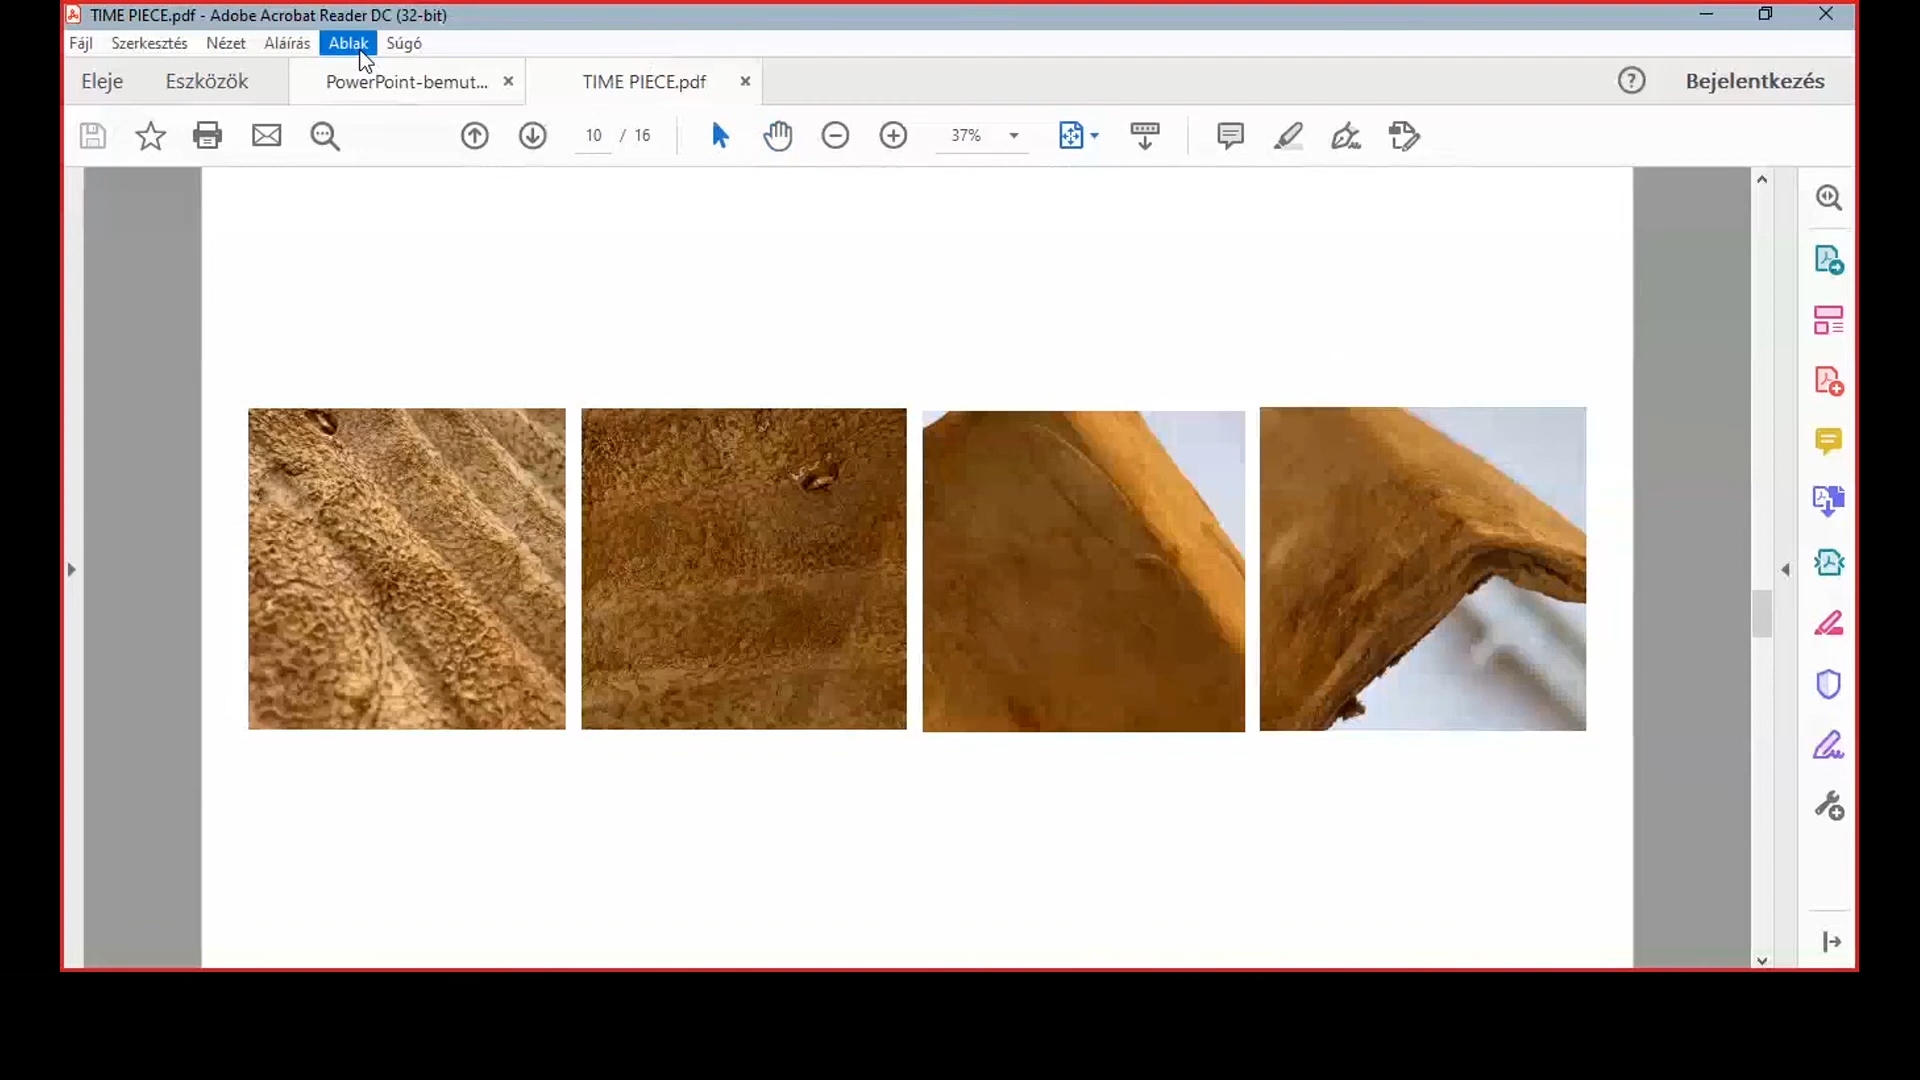 TIME PIECE.pdf - Adobe Acrobat Reader DC (32-bit)
Fájl Szerkesztés Nézet Aláírás Ablak Súgó
Eleje Eszközök PowerPoint-bemut... TIME PIECE.pdf Bejelentkezés
10 / 16 37%